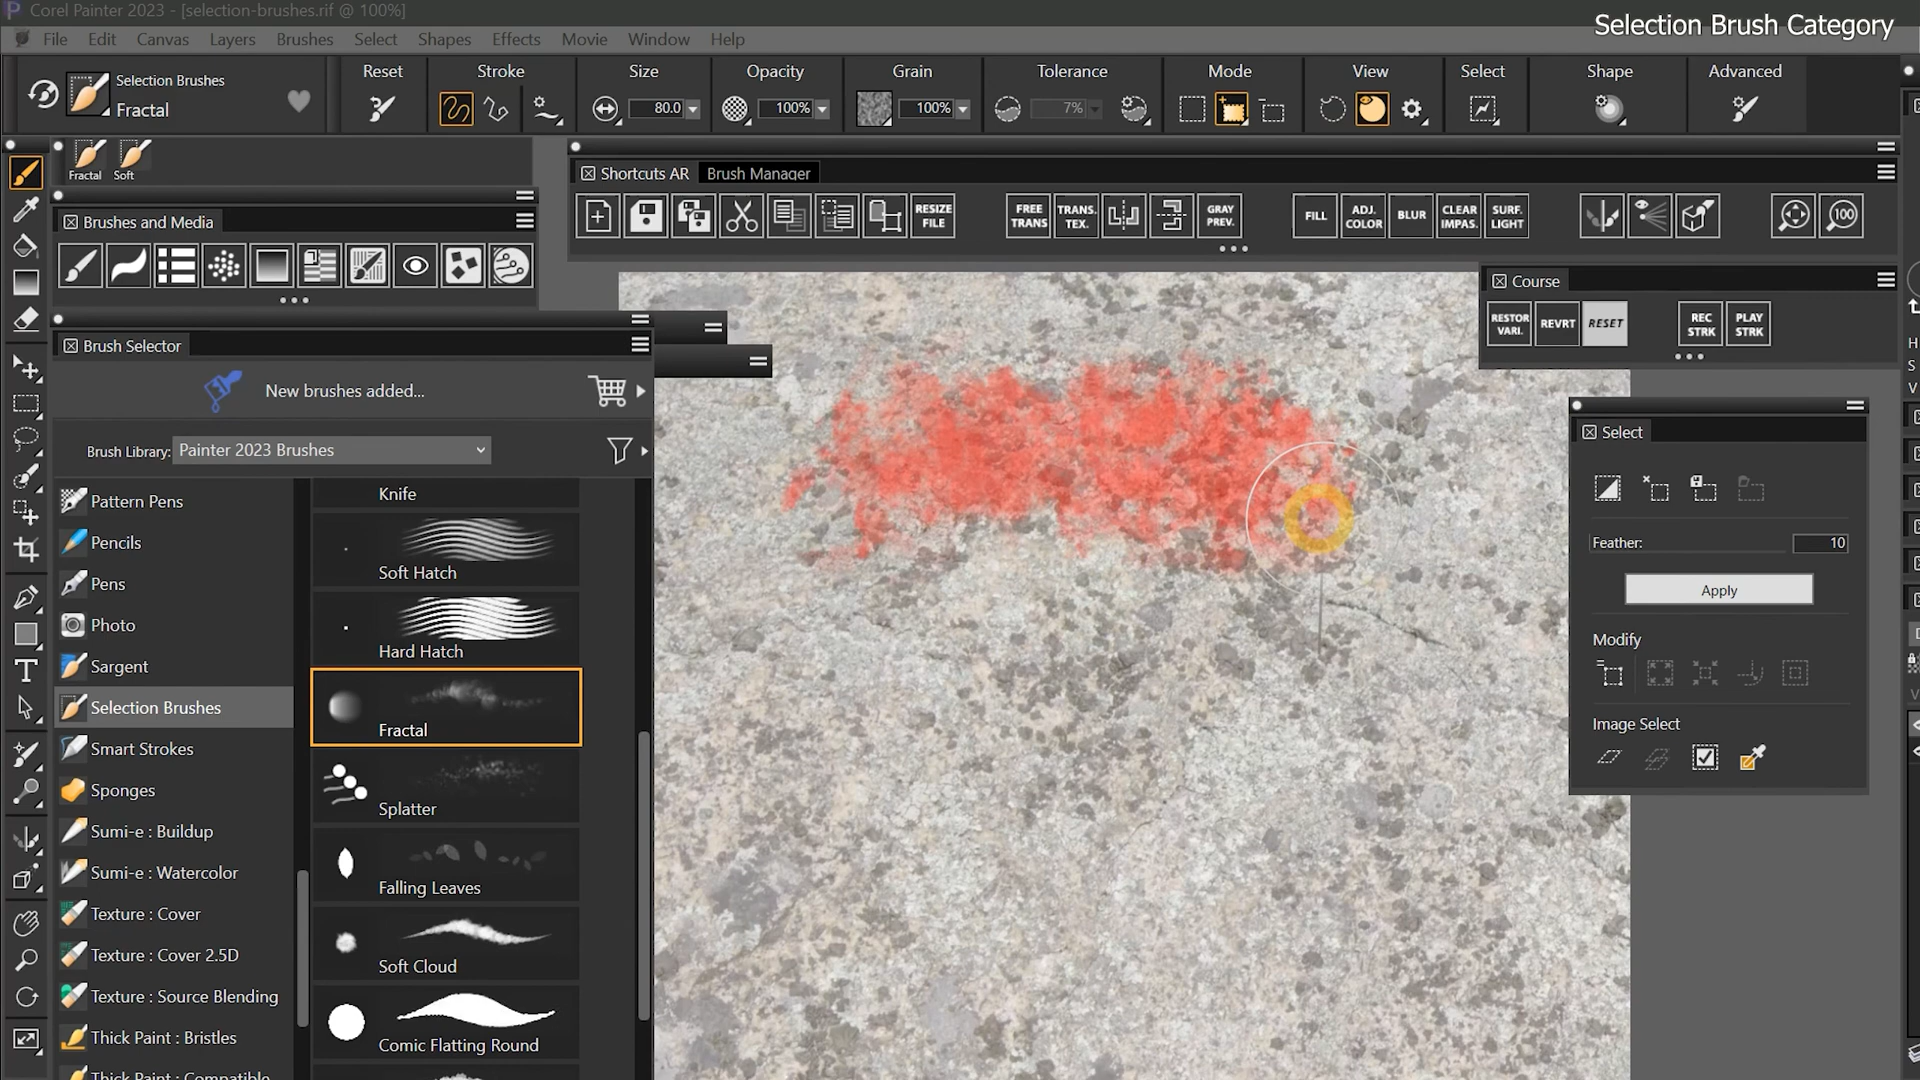 Corel Painter 2023 - [selection-brushes.rif @ 100%]
Selection Brush Category
File Edit Canvas Layers Brushes Select Shapes Effects Movie Window Help
Selection Brushes
Fractal
Reset Stroke Size Opacity Grain Tolerance Mode View Select Shape Advanced
80.0 100% 100% 7%
Fractal Soft
Shortcuts AR Brush Manager
Brushes and Media
RESIZE FILE
FREE TRANS
TRANS. TEX.
GRAY PREV.
FILL
ADJ. COLOR
BLUR
CLEAR IMPAS.
SURF. LIGHT
100
Course
RESTOR VARI.
REVRT
RESET
REC STRK
PLAY STRK
H
S
V
Brush Selector
New brushes added...
Brush Library: Painter 2023 Brushes
Pattern Pens
Pencils
Pens
Photo
Sargent
Selection Brushes
Smart Strokes
Sponges
Sumi-e : Buildup
Sumi-e : Watercolor
Texture : Cover
Texture : Cover 2.5D
Texture : Source Blending
Thick Paint : Bristles
Thick Paint : Compatible
Knife
Soft Hatch
Hard Hatch
Fractal
Splatter
Falling Leaves
Soft Cloud
Comic Flatting Round
Select
Feather: 10
Apply
Modify
Image Select